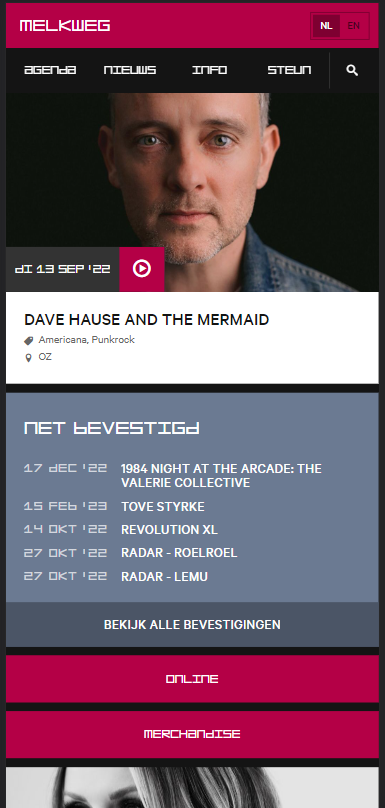 MELKWEG
NL EN
AGENDA NIEUWS INFO STEUN
DI 13 SEP '22
DAVE HAUSE AND THE MERMAID
Americana, Punkrock
OZ
NET BEVESTIGD
17 DEC '22 1984 NIGHT AT THE ARCADE: THE
VALERIE COLLECTIVE
15 FEB '23 TOVE STYRKE
14 OKT '22 REVOLUTION XL
27 OKT '22 RADAR - ROELROEL
27 OKT '22 RADAR - LEMU
BEKIJK ALLE BEVESTIGINGEN
ONLINE
MERCHANDISE